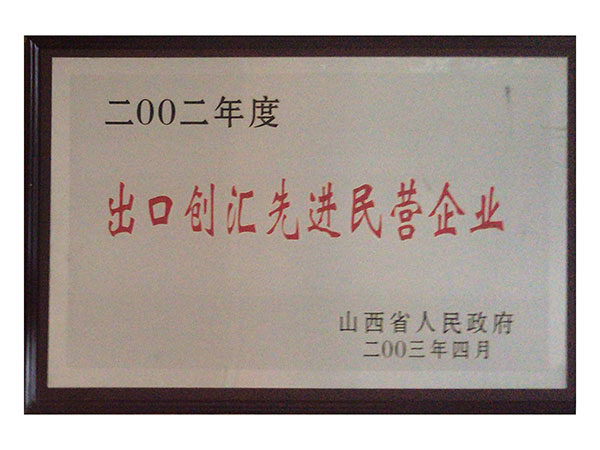 二00二年度
出口创汇先进民营企业
山西省人民政府
二00三年四月